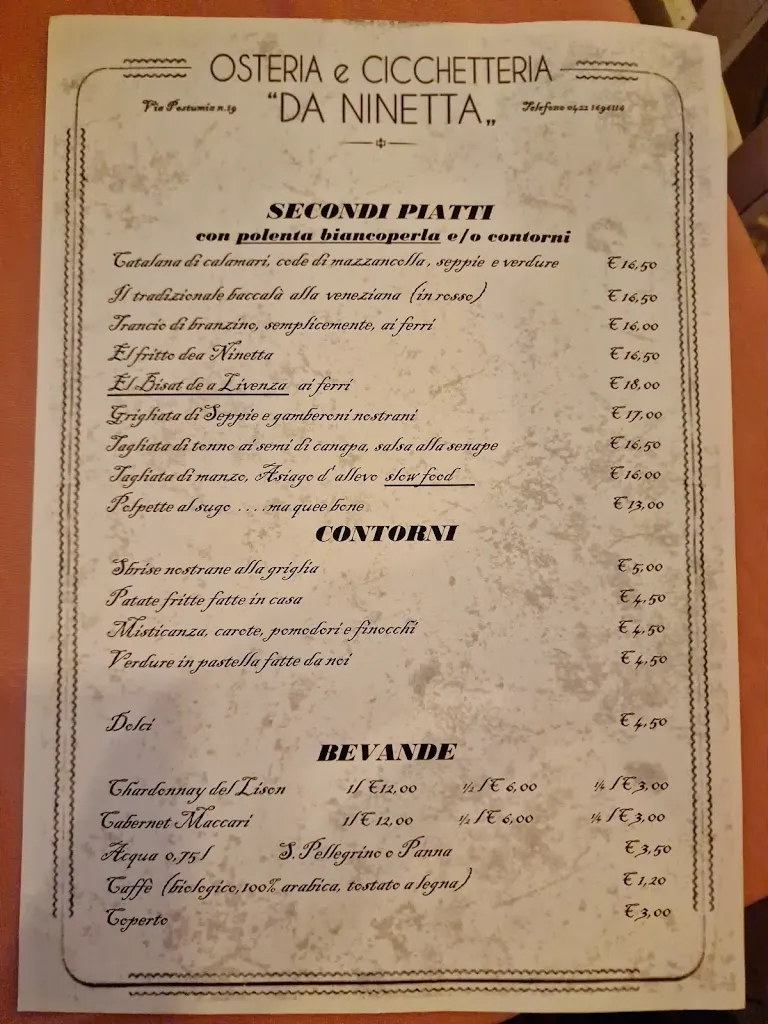 OSTERIA e CICCHETTERIA
Via Postumia n.19 "DA NINETTA„ Telefono 0422 1696116
SECONDI PIATTI
con polenta biancoperla e/o contorni
Catalana di calamari, code di mazzancolla, seppie e verdure €16,50
Il tradizionale baccalà alla veneziana (in rosso) €16,50
Trancio di branzino, semplicemente, ai ferri €16,00
El fritto dea Ninetta €16,50
El Bisat de a Livenza ai ferri €18,00
Grigliata di Seppie e gamberoni nostrani €17,00
Tagliata di tonno ai semi di canapa, salsa alla senape €16,50
Tagliata di manzo, Asiago d'allevo slow food €16,00
Polpette al sugo ....ma quee bone €13,00
CONTORNI
Sbrise nostrane alla griglia €5,00
Patate fritte fatte in casa €4,50
Misticanza, carote, pomodori e finocchi €4,50
Verdure in pastella fatte da noi €4,50
Dolci €4,50
BEVANDE
Chardonnay del Lison 1l €12,00 ½ l € 6,00 ¼ l € 3,00
Cabernet Maccari 1l € 12,00 ½ l € 6,00 ¼ l € 3,00
Acqua 0,75 l S. Pellegrino o Panna €3,50
Caffè (biologico, 100% arabica, tostato a legna) €1,20
Coperto €3,00